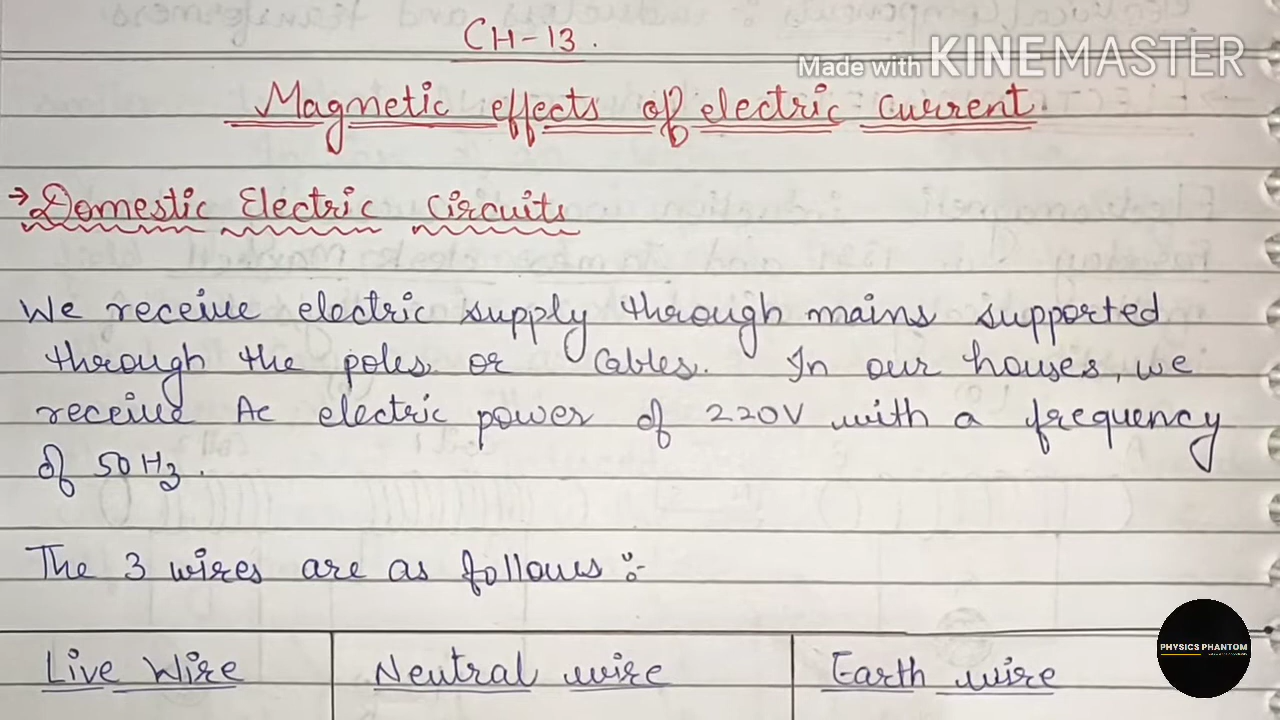 CH-13.
Made with KINEMASTER
Magnetic effects of electric current
→ Domestic Electric Circuits
We receive electric supply through mains supported
through the poles or Cables. In our houses, we
receive Ac electric power of 220V with a frequency
of 50 Hz.
The 3 wires are as follows :-
Live Wire
Neutral wire
Earth wire
PHYSICS PHANTOM